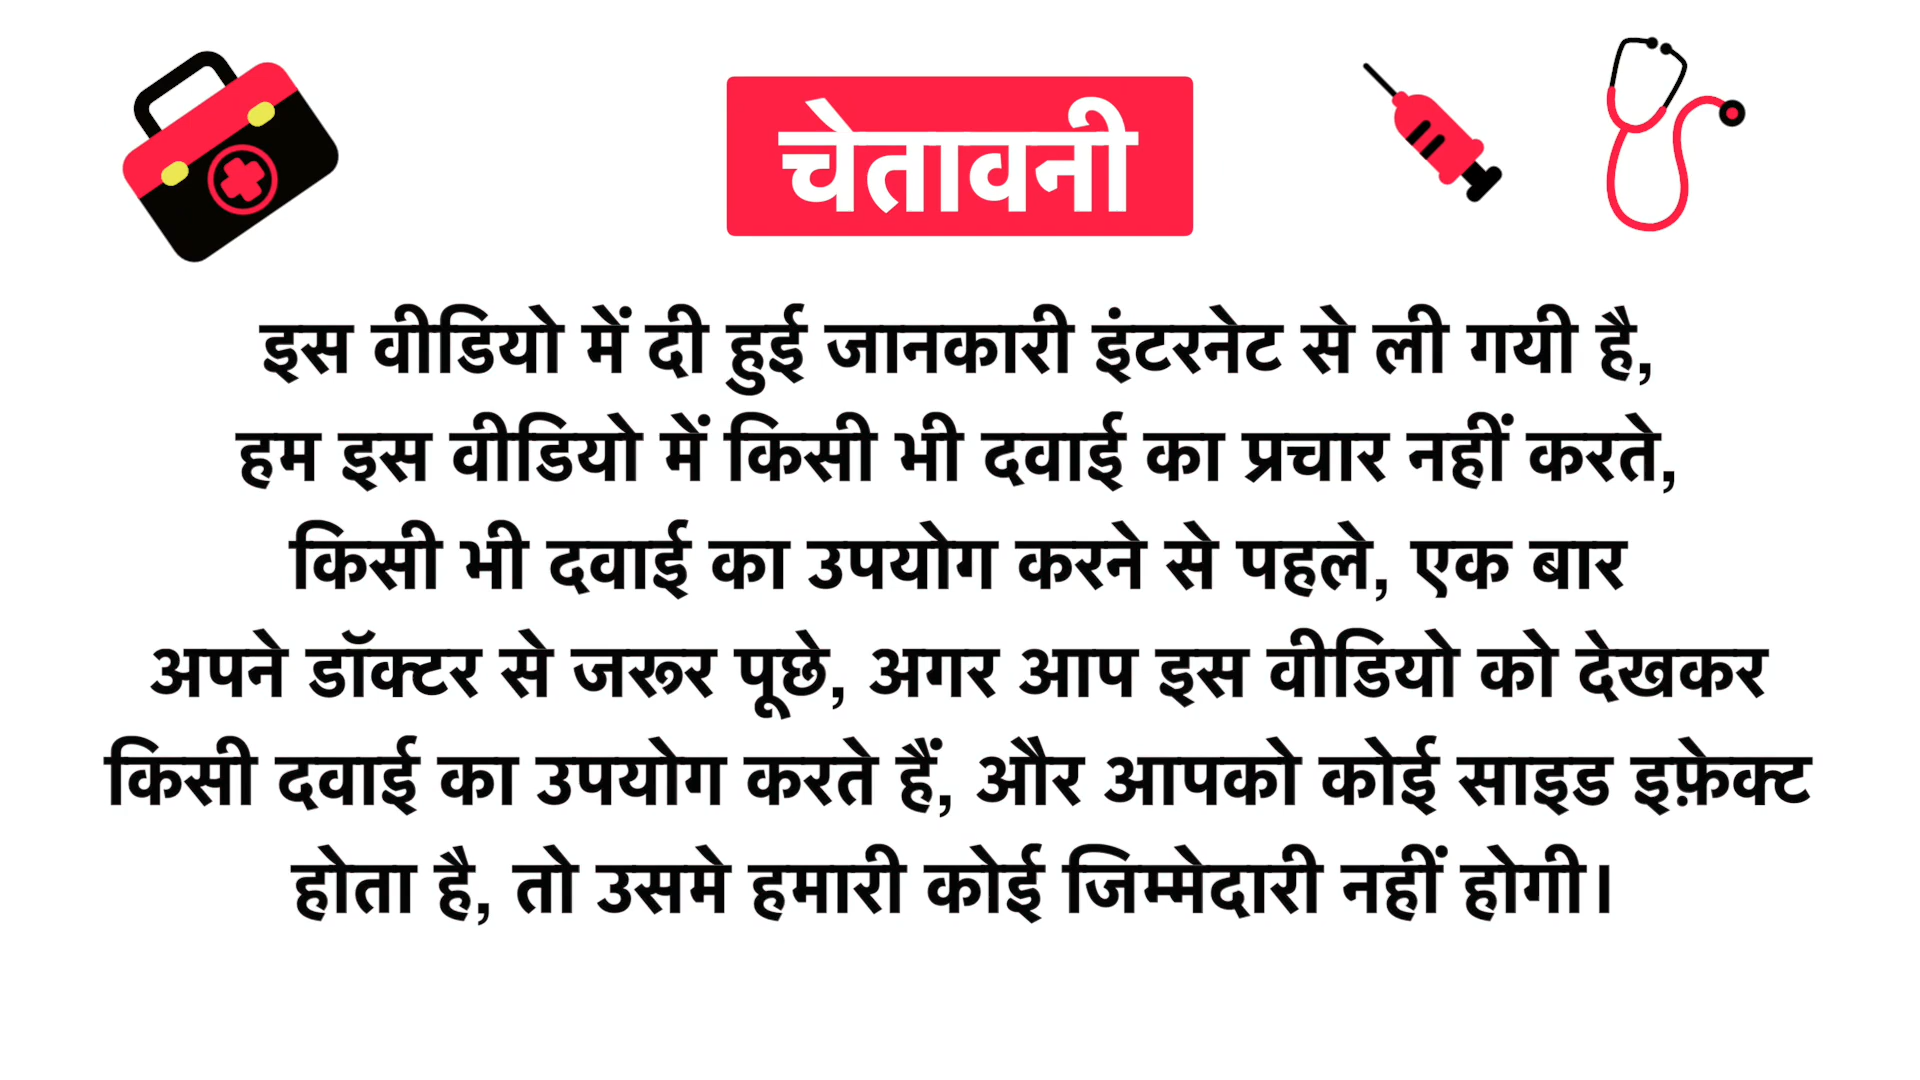 चेतावनी
इस वीडियो में दी हुई जानकारी इंटरनेट से ली गयी है,
हम इस वीडियो में किसी भी दवाई का प्रचार नहीं करते,
किसी भी दवाई का उपयोग करने से पहले, एक बार
अपने डॉक्टर से जरूर पूछे, अगर आप इस वीडियो को देखकर
किसी दवाई का उपयोग करते हैं, और आपको कोई साइड इफ़ेक्ट
होता है, तो उसमे हमारी कोई जिम्मेदारी नहीं होगी।